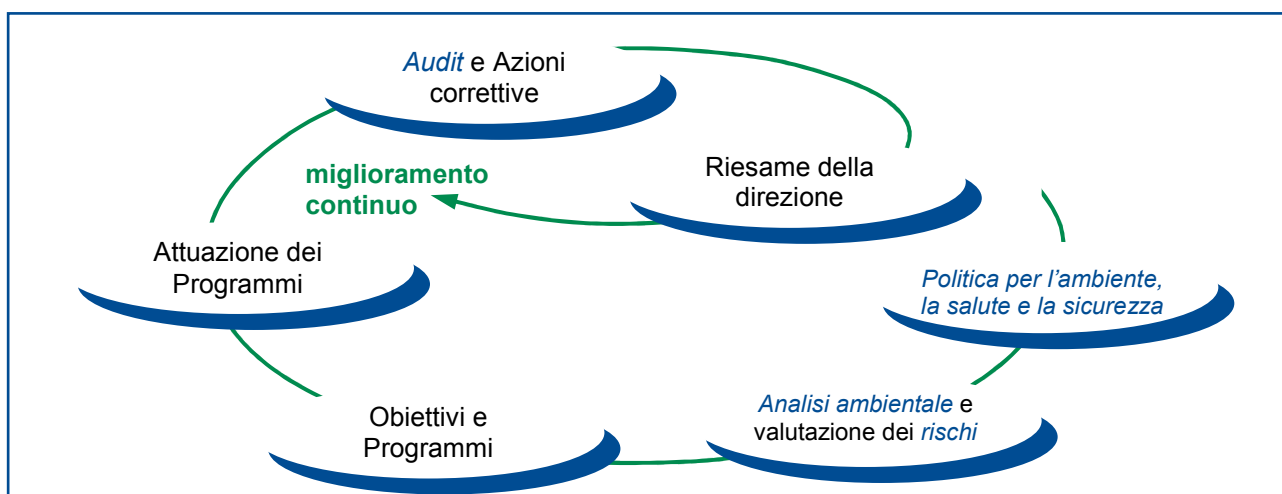 Audit e Azioni
correttive
Riesame della
direzione
miglioramento
continuo
Attuazione dei
Programmi
Politica per l’ambiente,
la salute e la sicurezza
Analisi ambientale e
valutazione dei rischi
Obiettivi e
Programmi